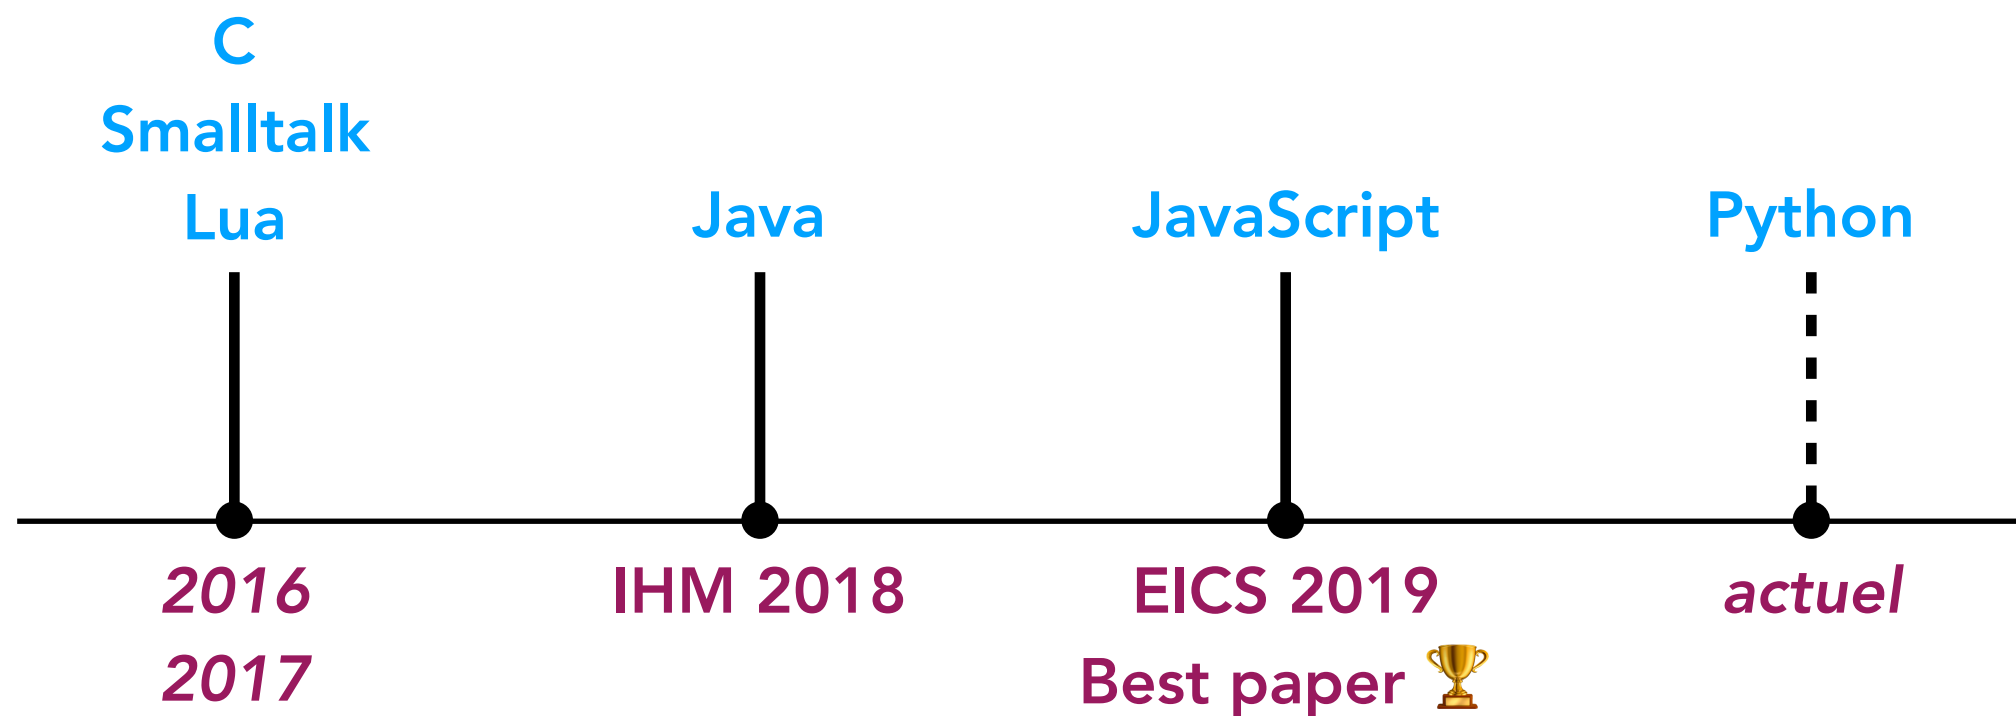 C
Smalltalk
Lua
Java
JavaScript
Python
2016
2017
IHM 2018
EICS 2019
Best paper
actuel